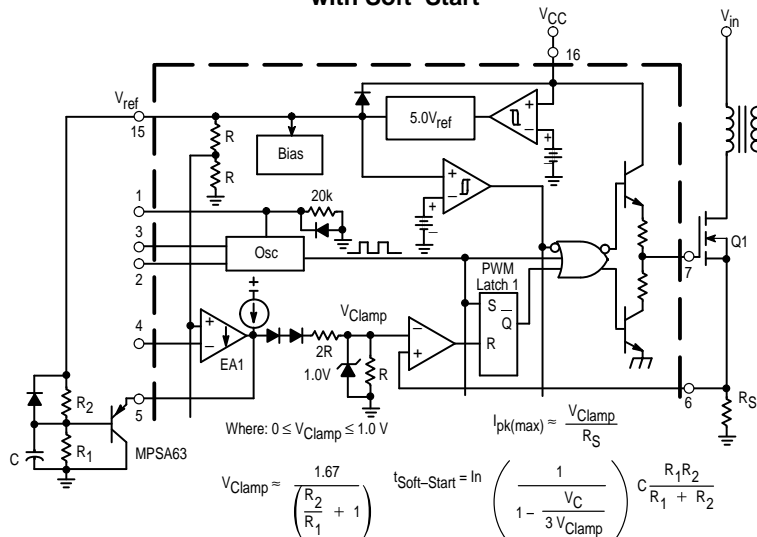 with Soft–Start
VCC
Vin
16
Vref
15
5.0Vref
+
–
+
–
R
Bias
R
+
–
+
–
1
20k
3
Osc
2
Q1
7
PWM
Latch 1
+
VClamp
S
Q
R
4
+
–
EA1
2R
1.0V
R
–
+
R2
5
6
RS
C
R1
MPSA63
Where: 0 ≤ VClamp ≤ 1.0 V
Ipk(max) ≈ VClamp / RS
VClamp ≈ 1.67 / (R2 / R1 + 1)
tSoft–Start = In (1 / (1 – VC / 3 VClamp)) C R1R2 / (R1 + R2)